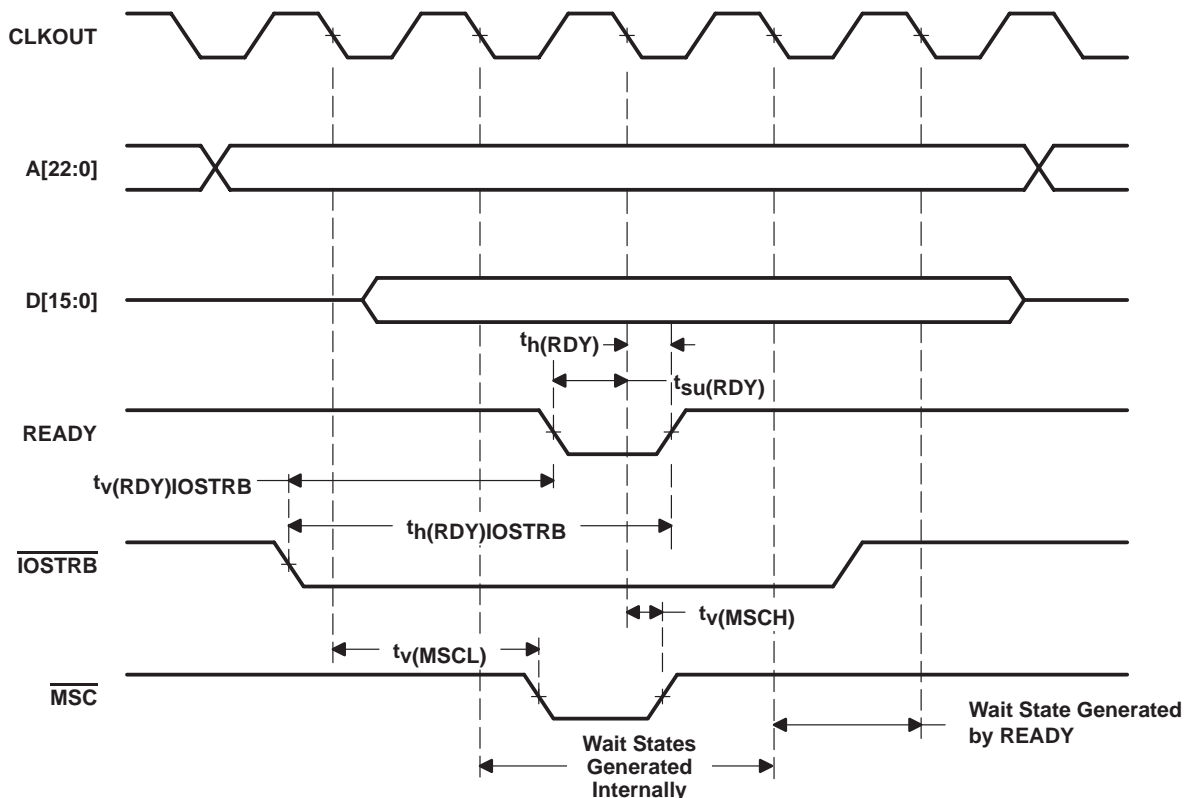 CLKOUT
A[22:0]
D[15:0]
th(RDY)
tsu(RDY)
READY
tv(RDY)IOSTRB
th(RDY)IOSTRB
IOSTRB
tv(MSCH)
tv(MSCL)
MSC
Wait State Generated
by READY
Wait States
Generated
Internally